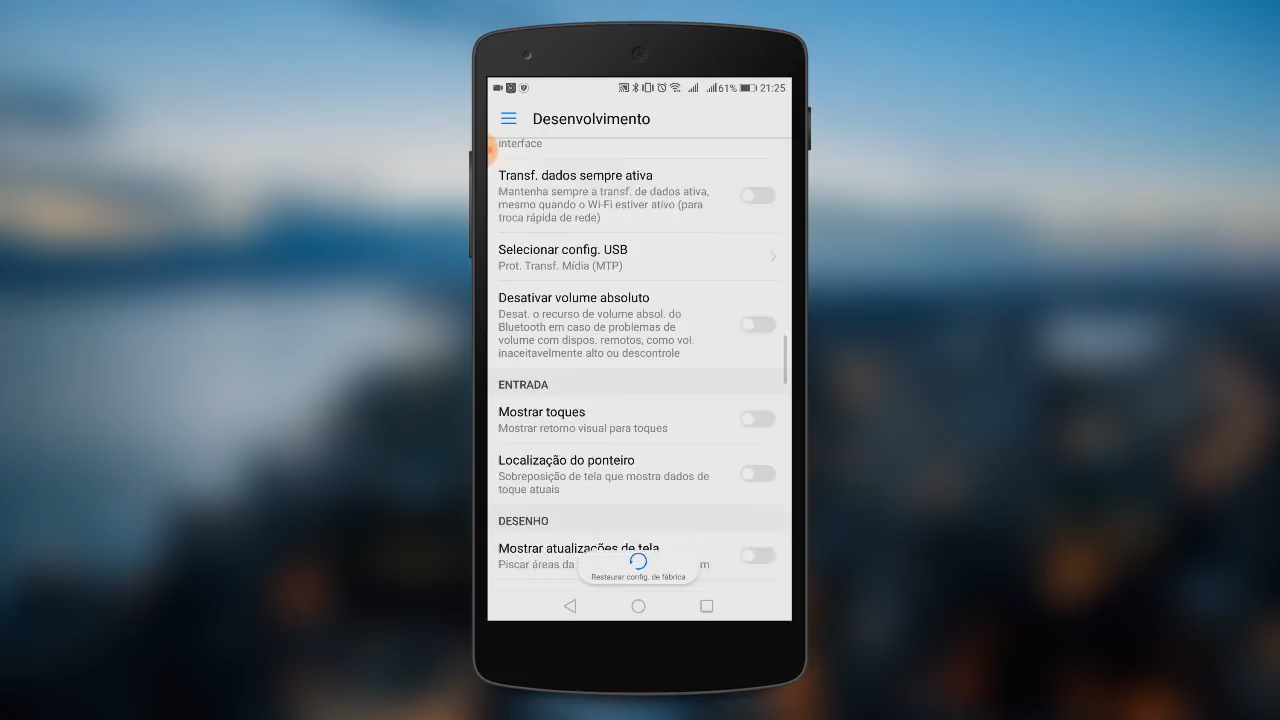 61% 21:25
Desenvolvimento
interface
Transf. dados sempre ativa
Mantenha sempre a transf. de dados ativa,
mesmo quando o Wi-Fi estiver ativo (para
troca rápida de rede)
Selecionar config. USB
Prot. Transf. Mídia (MTP)
Desativar volume absoluto
Desat. o recurso de volume absol. do
Bluetooth em caso de problemas de
volume com dispos. remotos, como vol.
inaceitavelmente alto ou descontrole
ENTRADA
Mostrar toques
Mostrar retorno visual para toques
Localização do ponteiro
Sobreposição de tela que mostra dados de
toque atuais
DESENHO
Mostrar atualizações de tela
Piscar áreas da
m
Restaurar config. de fábrica